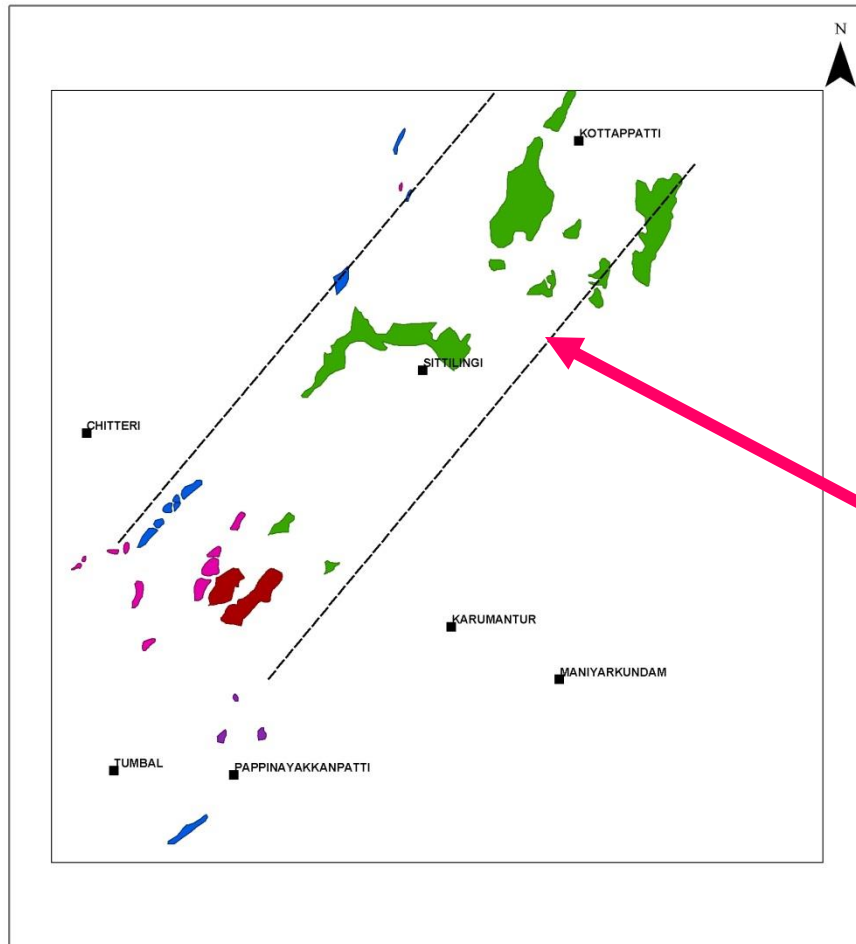 N
KOTTAPPATTI
SITTILINGI
CHITTERI
KARUMANTUR
MANIYARKUNDAM
TUMBAL
PAPPINAYAKKANPATTI